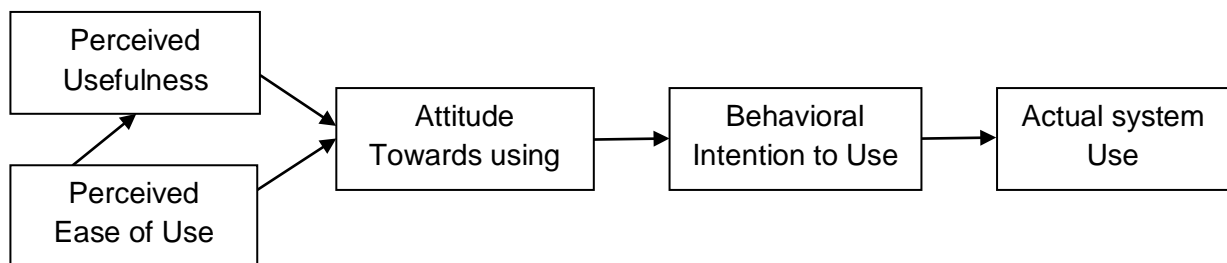 Perceived
Usefulness
Perceived
Ease of Use
Attitude
Towards using
Behavioral
Intention to Use
Actual system
Use